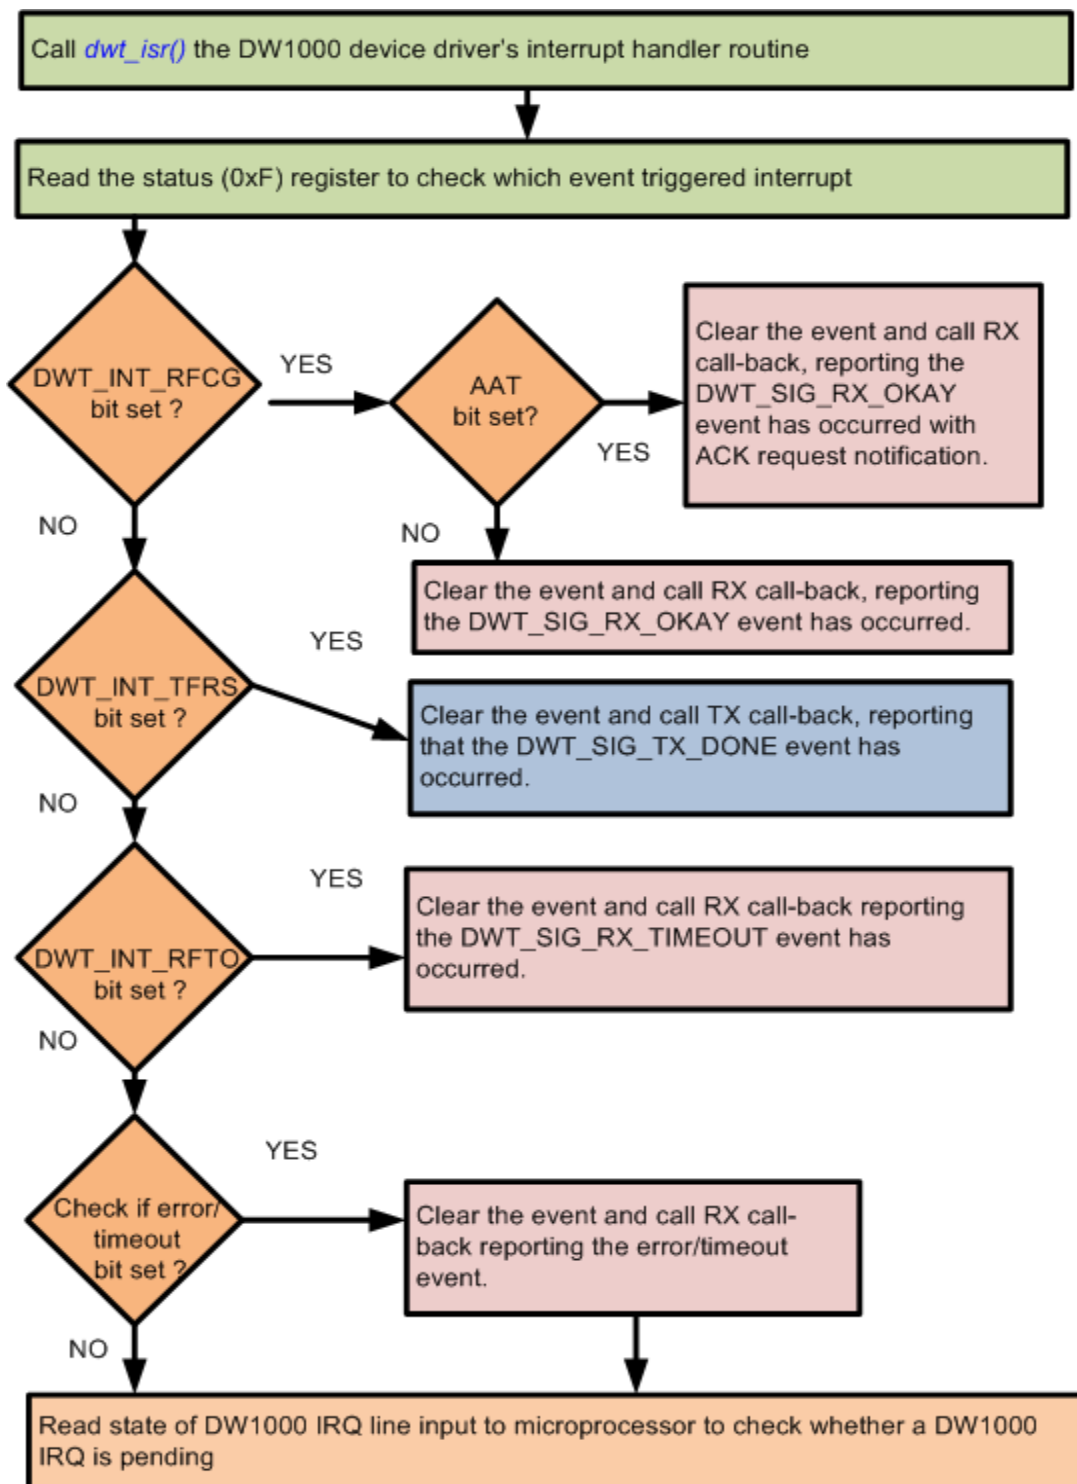 Call dwt_isr() the DW1000 device driver's interrupt handler routine
Read the status (0xF) register to check which event triggered interrupt
DWT_INT_RFCG
bit set ?
YES
AAT
bit set?
YES
Clear the event and call RX
call-back, reporting the
DWT_SIG_RX_OKAY
event has occurred with
ACK request notification.
NO
NO
Clear the event and call RX call-back, reporting
the DWT_SIG_RX_OKAY event has occurred.
YES
DWT_INT_TFRS
bit set ?
Clear the event and call TX call-back, reporting
that the DWT_SIG_TX_DONE event has
occurred.
NO
YES
DWT_INT_RFTO
bit set ?
Clear the event and call RX call-back reporting
the DWT_SIG_RX_TIMEOUT event has
occurred.
NO
YES
Check if error/
timeout
bit set ?
Clear the event and call RX call-
back reporting the error/timeout
event.
NO
Read state of DW1000 IRQ line input to microprocessor to check whether a DW1000
IRQ is pending